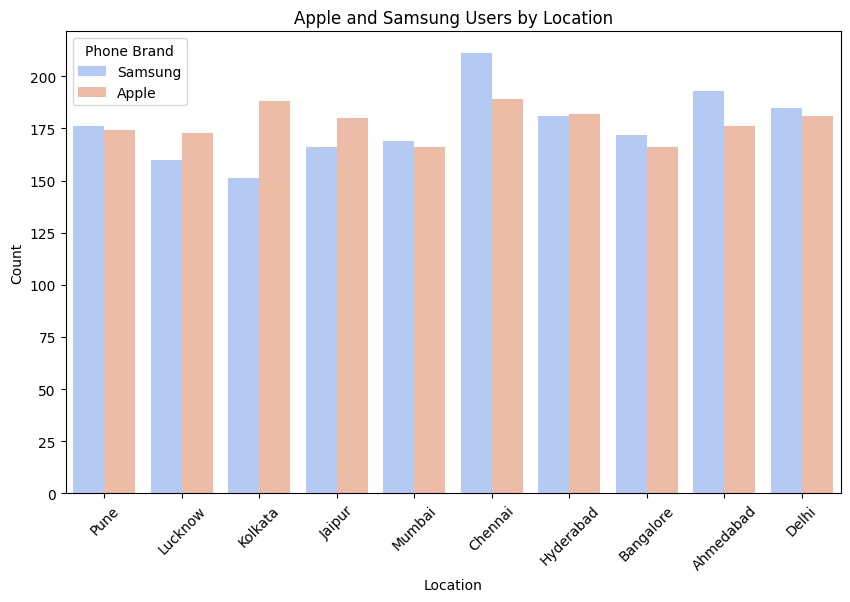 Apple and Samsung Users by Location
Phone Brand
Samsung
Apple
200
175
150
125
100
75
50
25
0
Count
Pune
Lucknow
Kolkata
Jaipur
Mumbai
Chennai
Hyderabad
Bangalore
Ahmedabad
Delhi
Location